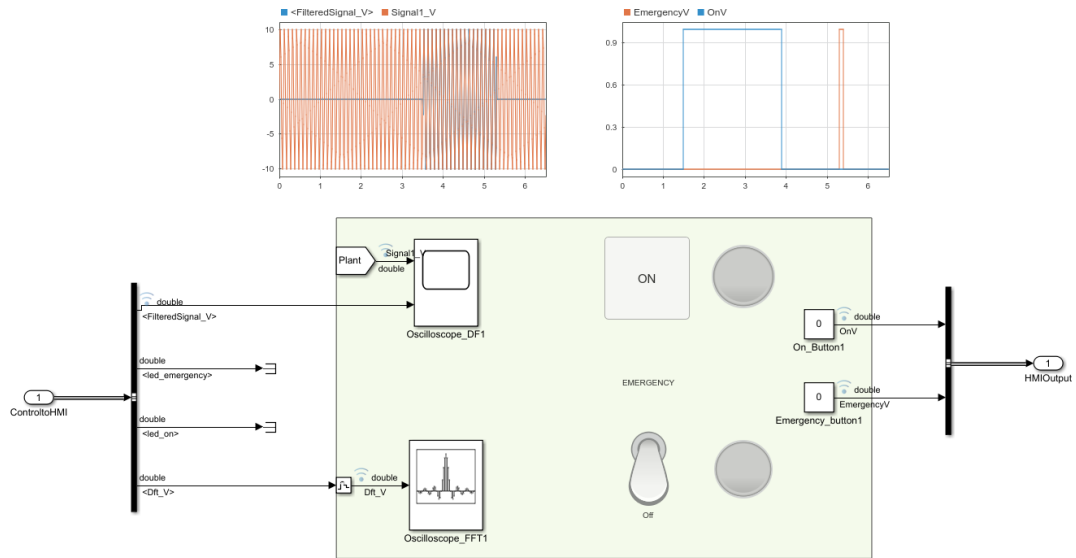 <FilteredSignal_V> Signal1_V
10
5
0
-5
-10
0 1 2 3 4 5 6
EmergencyV OnV
0.9
0.6
0.3
0
0 1 2 3 4 5 6
Plant
Signal1_V
double
ON
double
<FilteredSignal_V>
Oscilloscope_DF1
0
double
OnV
On_Button1
double
<led_emergency>
EMERGENCY
1
HMIOutput
1
ControltoHMI
0
double
EmergencyV
Emergency_button1
double
<led_on>
double
<Dft_V>
double
Dft_V
Off
Oscilloscope_FFT1